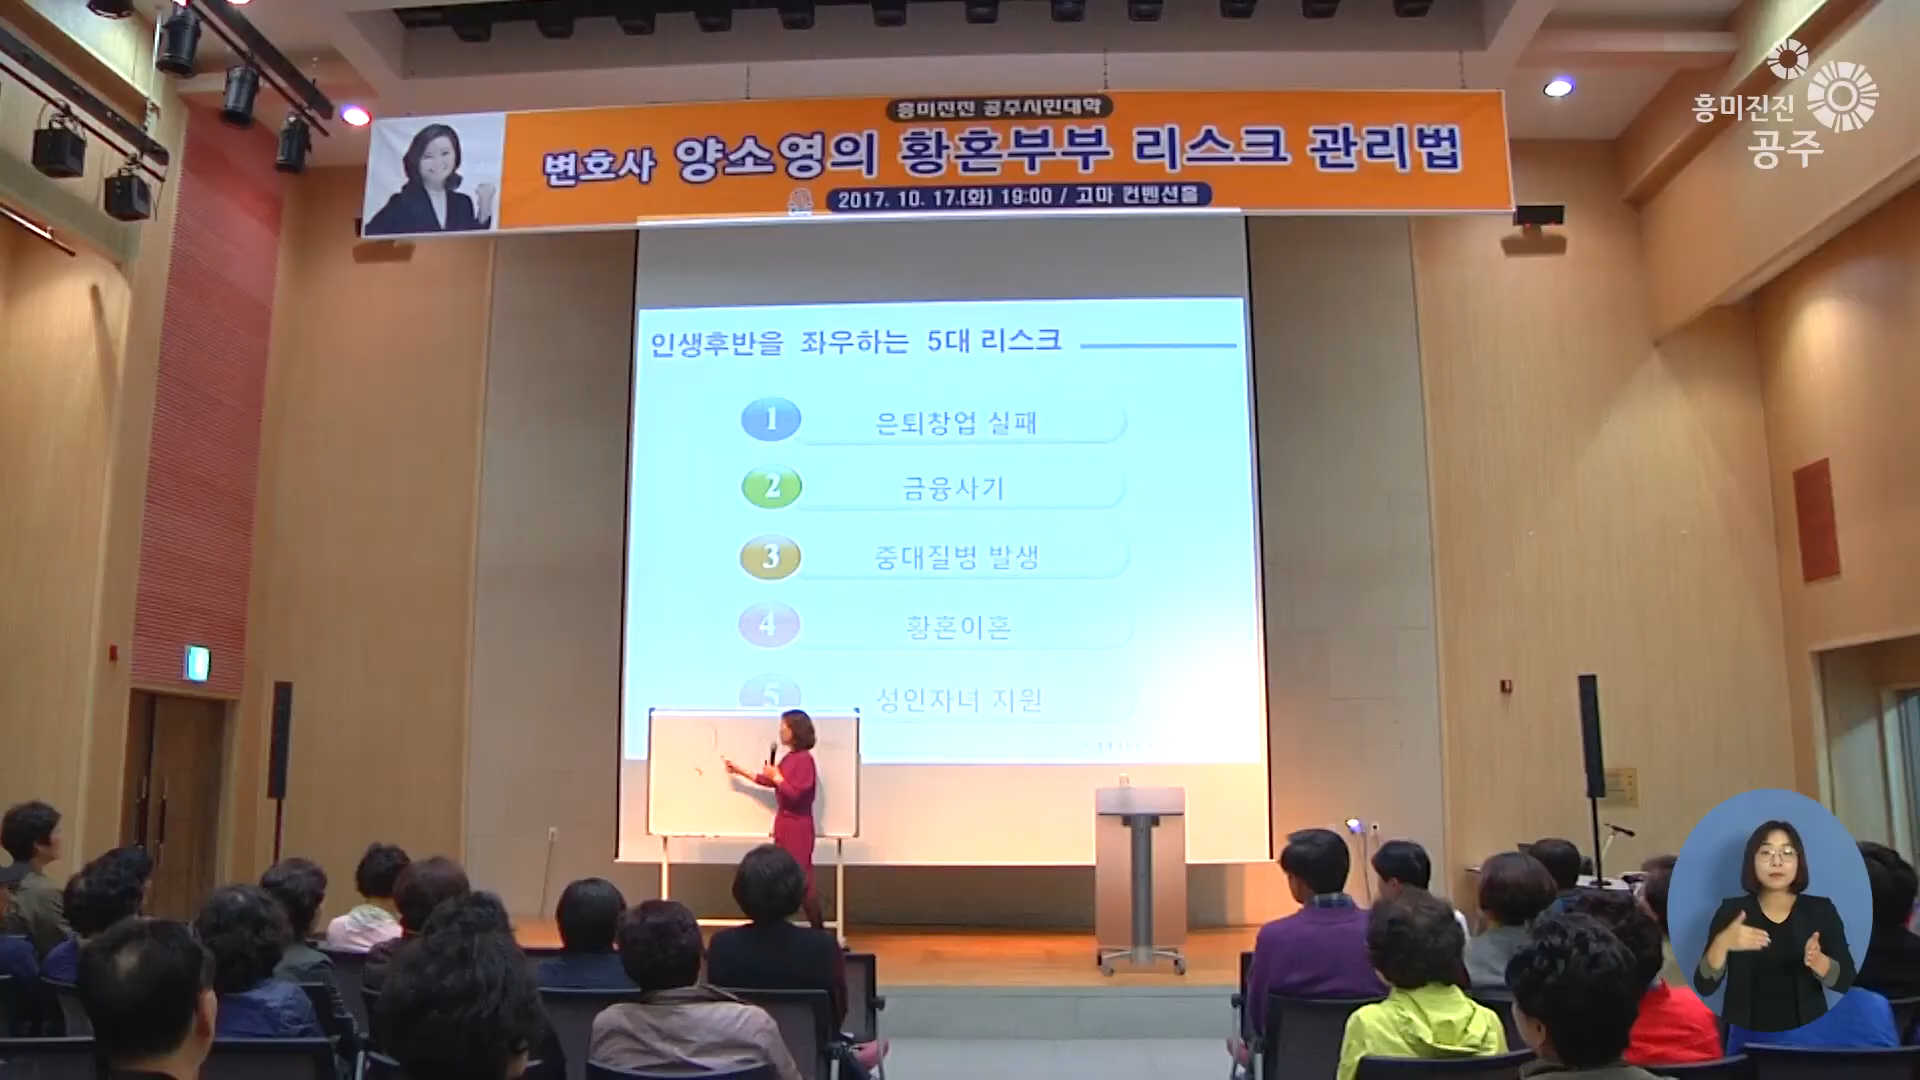 흥미진진 공주시민대학
변호사 양소영의 황혼부부 리스크 관리법
2017. 10. 17.(화) 19:00 / 고마 컨벤션홀
흥미진진
공주
인생후반을 좌우하는 5대 리스크
1 은퇴창업 실패
2 금융사기
3 중대질병 발생
4 황혼이혼
5 성인자녀 지원